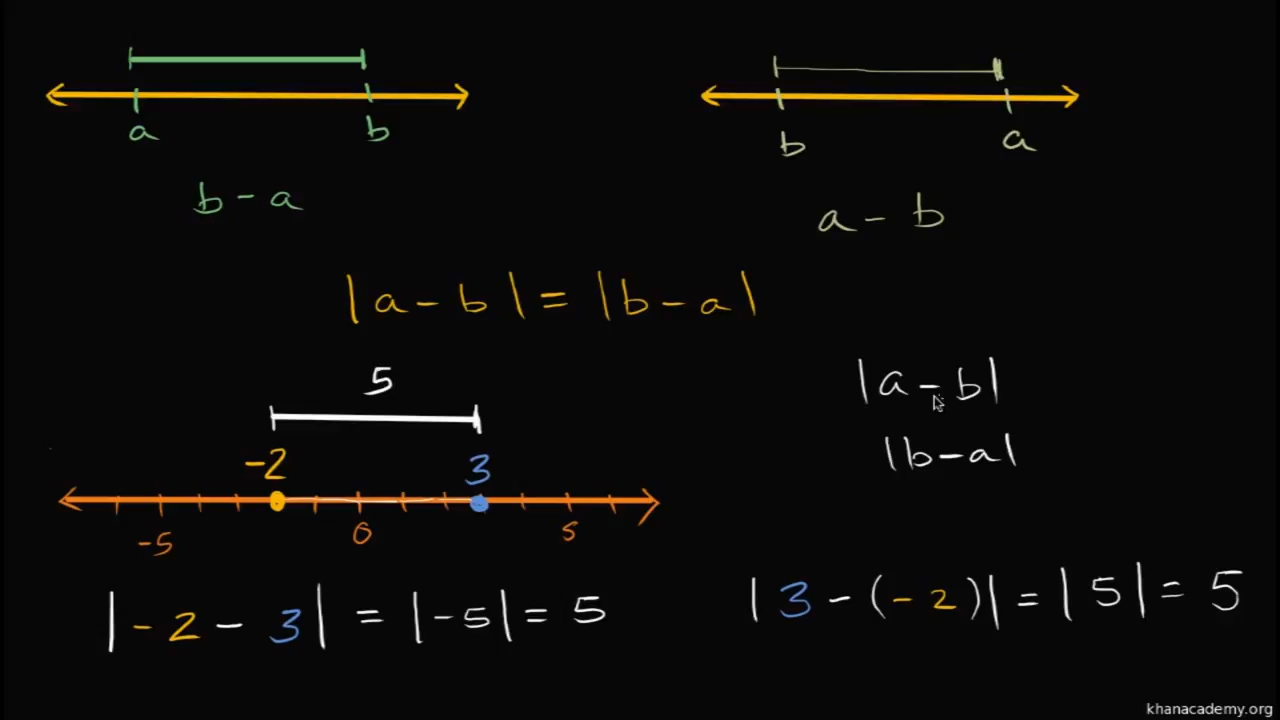 a b
b a
b - a
a - b
|a - b| = |b - a|
5
|a - b|
|b - a|
-2 3
-5 0 5
|-2 - 3| = |-5| = 5
|3 - (-2)| = |5| = 5
khanacademy.org